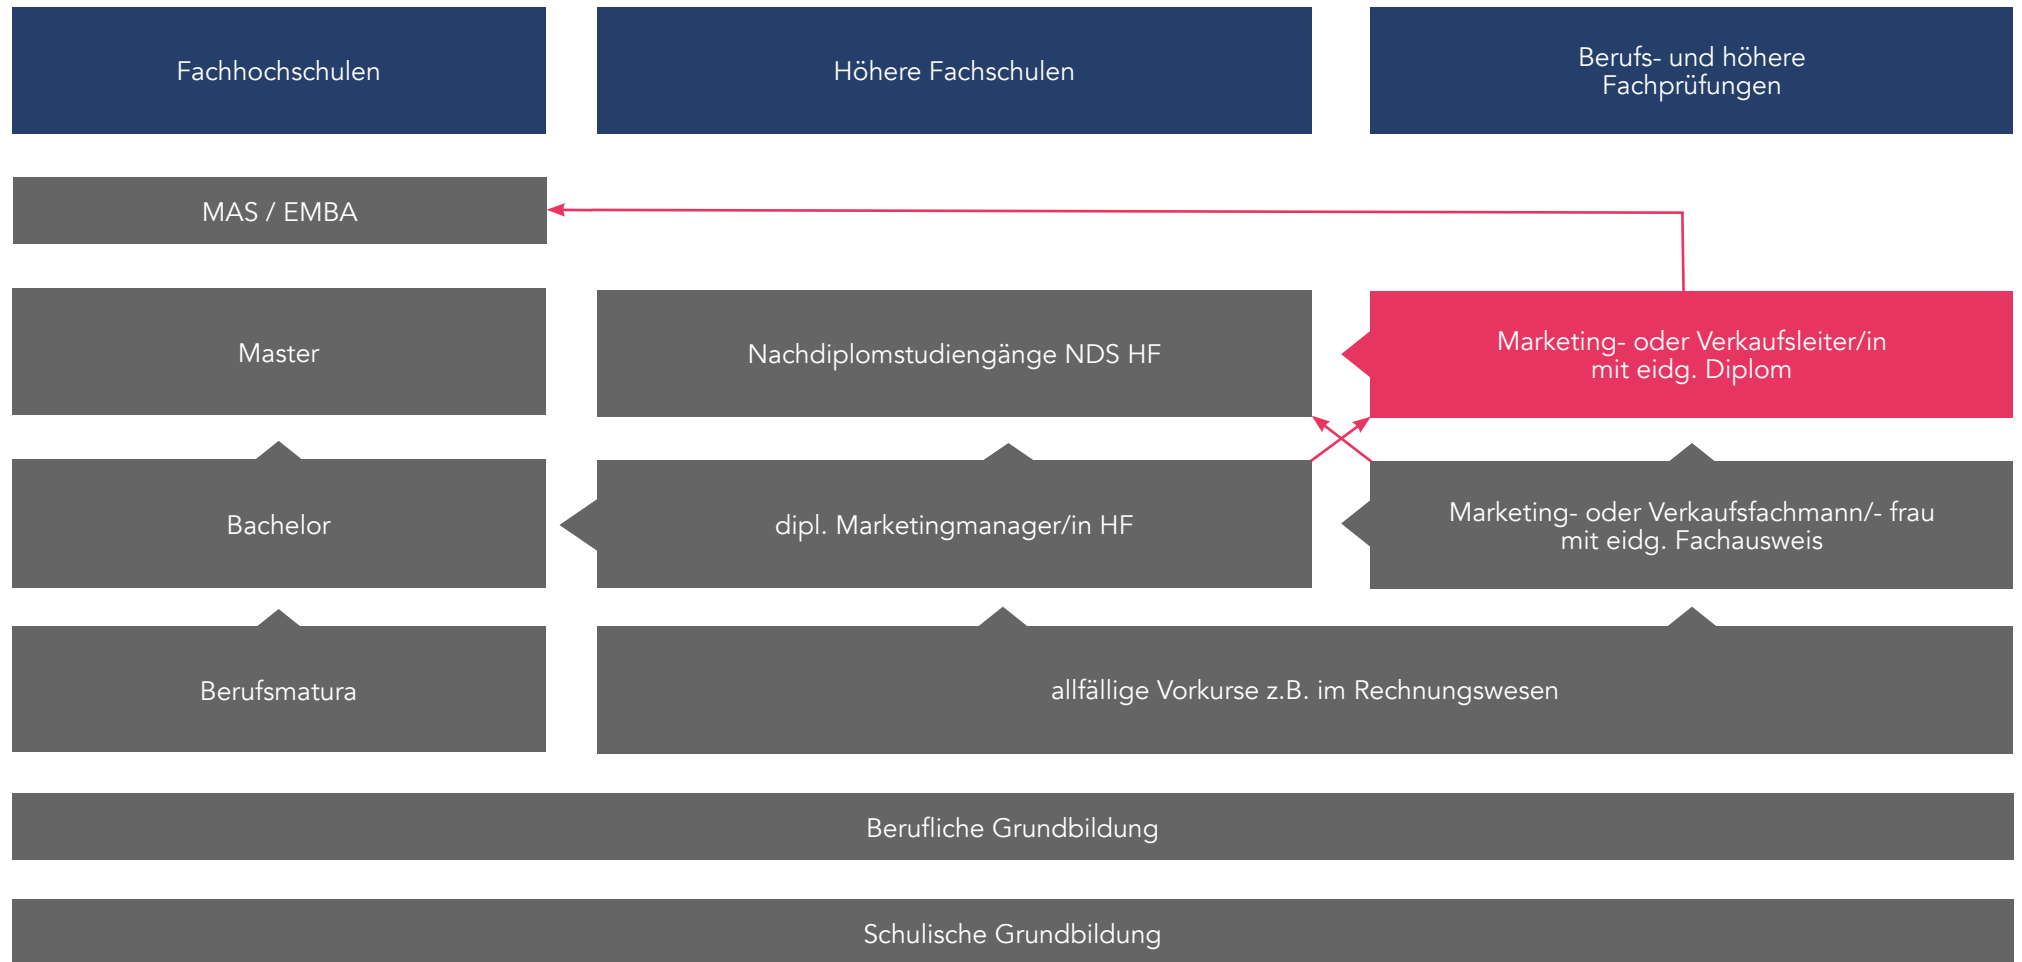 Fachhochschulen
Höhere Fachschulen
Berufs- und höhere
Fachprüfungen
MAS / EMBA
Master
Nachdiplomstudiengänge NDS HF
Marketing- oder Verkaufsleiter/in
mit eidg. Diplom
Bachelor
dipl. Marketingmanager/in HF
Marketing- oder Verkaufsfachmann/- frau
mit eidg. Fachausweis
Berufsmatura
allfällige Vorkurse z.B. im Rechnungswesen
Berufliche Grundbildung
Schulische Grundbildung